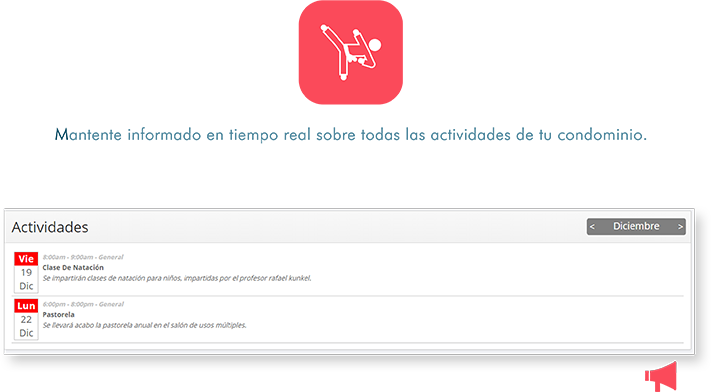 Mantente informado en tiempo real sobre todas las actividades de tu condominio.
Actividades
< Diciembre >
Vie
19
Dic
8:00am - 9:00am - General
Clase De Natación
Se impartirán clases de natación para niños, impartidas por el profesor rafael kunkel.
Lun
22
Dic
6:00pm - 8:00pm - General
Pastorela
Se llevará acabo la pastorela anual en el salón de usos múltiples.